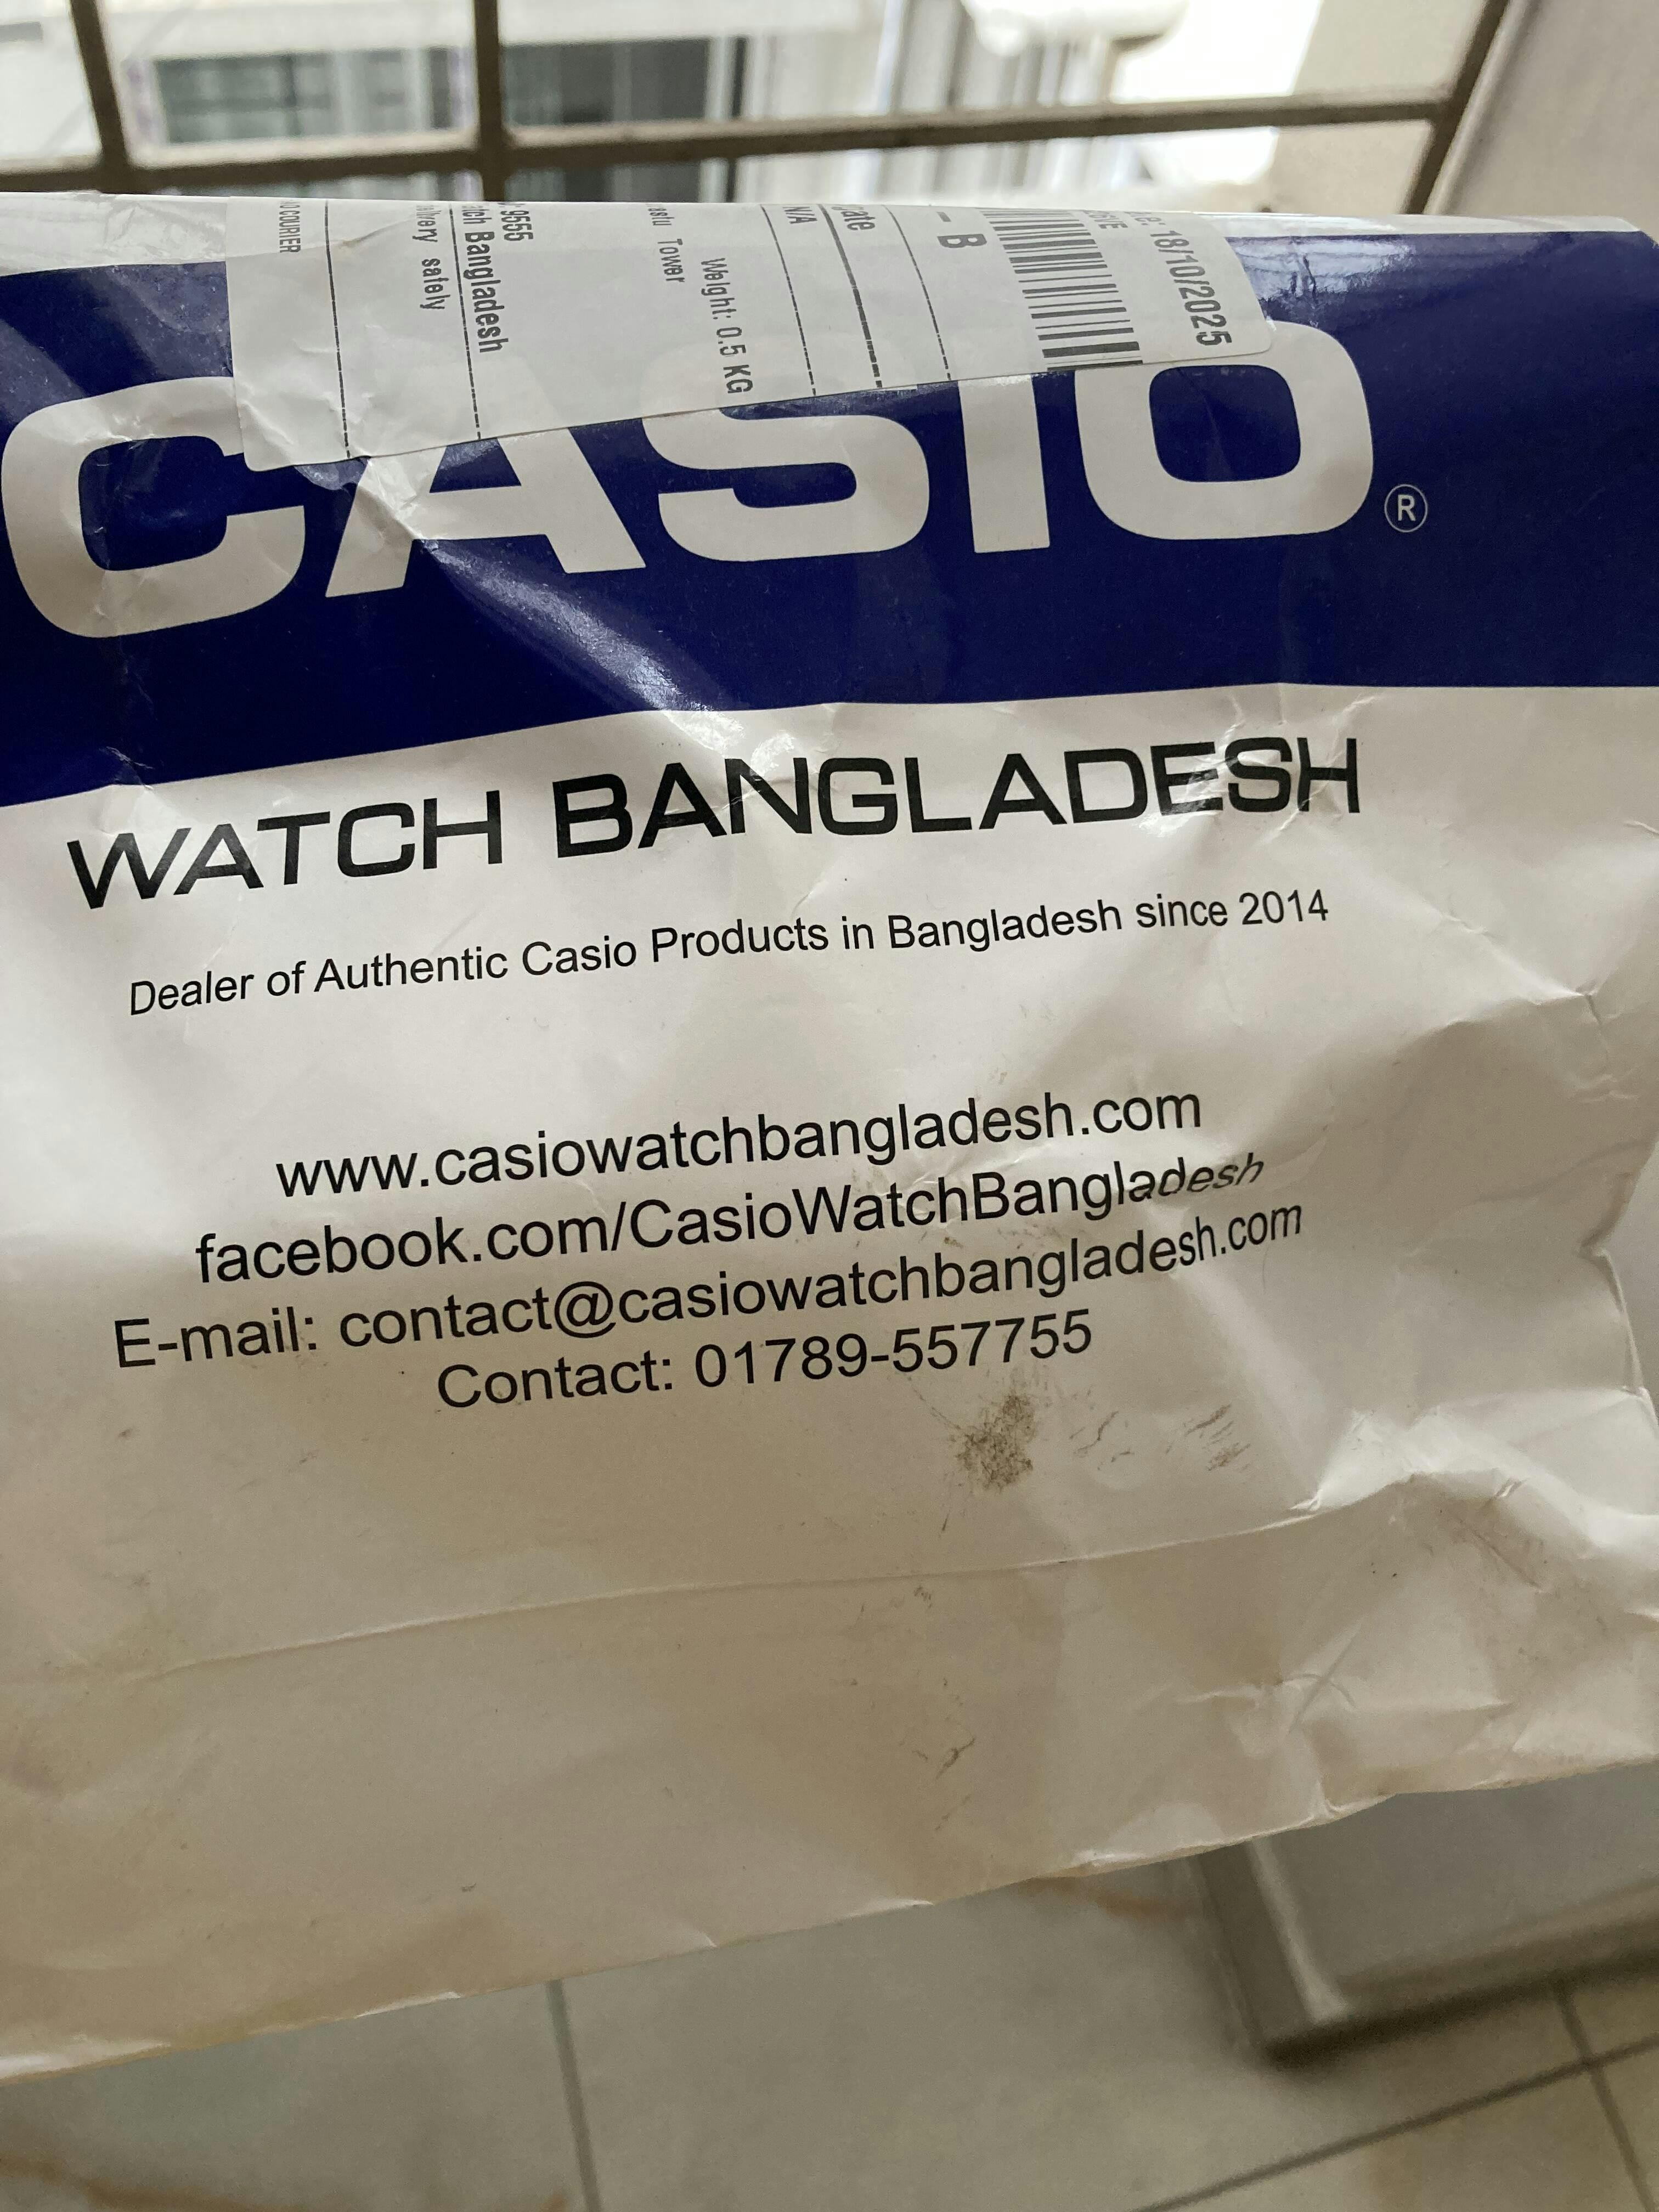 18/10/2025
- B
N/A
Weight: 0.5 KG
Tower
9555
Bangladesh
safely
COURIER
CASIO®
WATCH BANGLADESH
Dealer of Authentic Casio Products in Bangladesh since 2014
www.casiowatchbangladesh.com
facebook.com/CasioWatchBangladesh
E-mail: contact@casiowatchbangladesh.com
Contact: 01789-557755